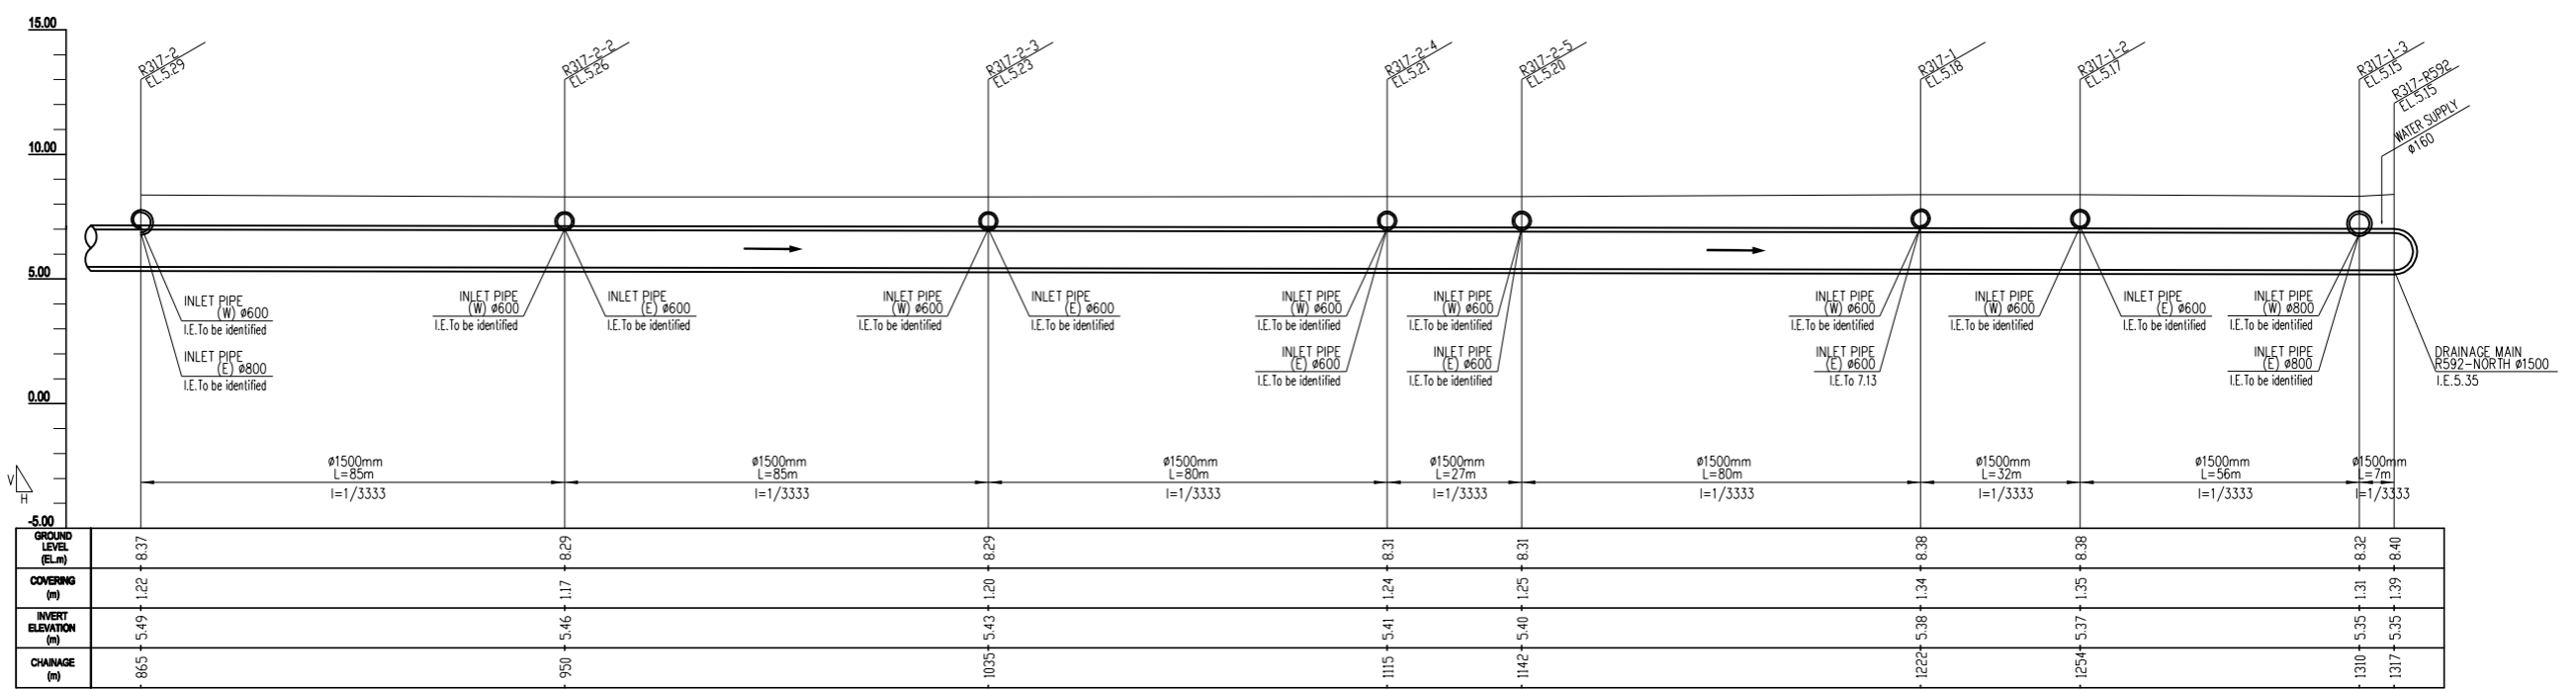 15.00
10.00
5.00
0.00
-5.00
R317-2
EL.5.29
R317-2-2
EL.5.26
R317-2-3
EL.5.23
R317-2-4
EL.5.21
R317-2-5
EL.5.20
R317-1
EL.5.18
R317-1-2
EL.5.17
R317-1-3
EL.5.15
R317-R592
EL.5.15
WATER SUPPLY
ø160
INLET PIPE
(W) ø600
I.E.To be identified
INLET PIPE
(E) ø800
I.E.To be identified
INLET PIPE
(W) ø600
I.E.To be identified
INLET PIPE
(E) ø600
I.E.To be identified
INLET PIPE
(W) ø600
I.E.To be identified
INLET PIPE
(E) ø600
I.E.To be identified
INLET PIPE
(W) ø600
I.E.To be identified
INLET PIPE
(E) ø600
I.E.To be identified
INLET PIPE
(W) ø600
I.E.To be identified
INLET PIPE
(E) ø600
I.E.To be identified
INLET PIPE
(W) ø600
I.E.To be identified
INLET PIPE
(E) ø600
I.E.To 7.13
INLET PIPE
(W) ø600
I.E.To be identified
INLET PIPE
(E) ø600
I.E.To be identified
INLET PIPE
(W) ø800
I.E.To be identified
INLET PIPE
(E) ø800
I.E.To be identified
DRAINAGE MAIN
R592-NORTH ø1500
I.E.5.35
V
H
ø1500mm
L=85m
I=1/3333
ø1500mm
L=85m
I=1/3333
ø1500mm
L=80m
I=1/3333
ø1500mm
L=27m
I=1/3333
ø1500mm
L=80m
I=1/3333
ø1500mm
L=32m
I=1/3333
ø1500mm
L=56m
I=1/3333
ø1500mm
L=7m
I=1/3333
GROUND
LEVEL
(EL.m)
8.37 8.29 8.29 8.31 8.31 8.38 8.38 8.32 8.40
COVERING
(m)
1.22 1.17 1.20 1.24 1.25 1.34 1.35 1.31 1.39
INVERT
ELEVATION
(m)
5.49 5.46 5.43 5.41 5.40 5.38 5.37 5.35 5.35
CHAINAGE
(m)
865 950 1035 1115 1142 1222 1254 1310 1317